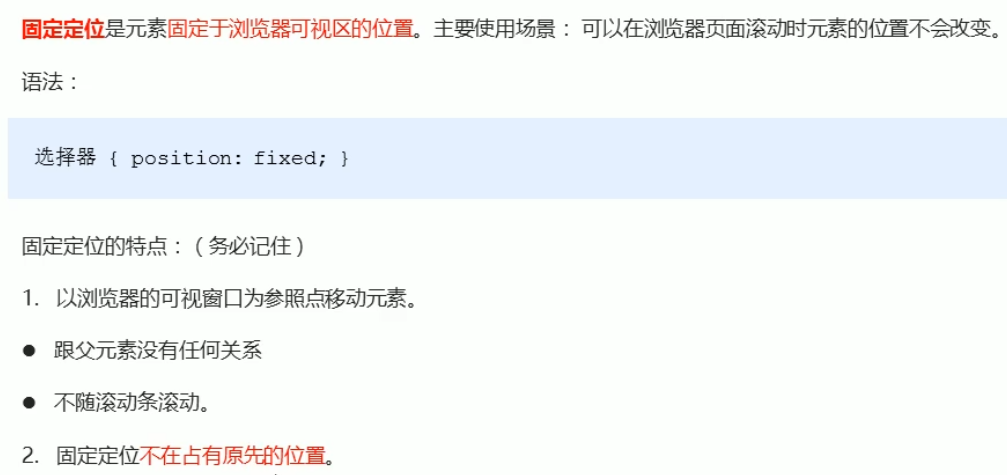 固定定位是元素固定于浏览器可视区的位置。主要使用场景：可以在浏览器页面滚动时元素的位置不会改变。
语法：
选择器 { position: fixed; }
固定定位的特点：（务必记住）
1. 以浏览器的可视窗口为参照点移动元素。
● 跟父元素没有任何关系
● 不随滚动条滚动。
2. 固定定位不在占有原先的位置。